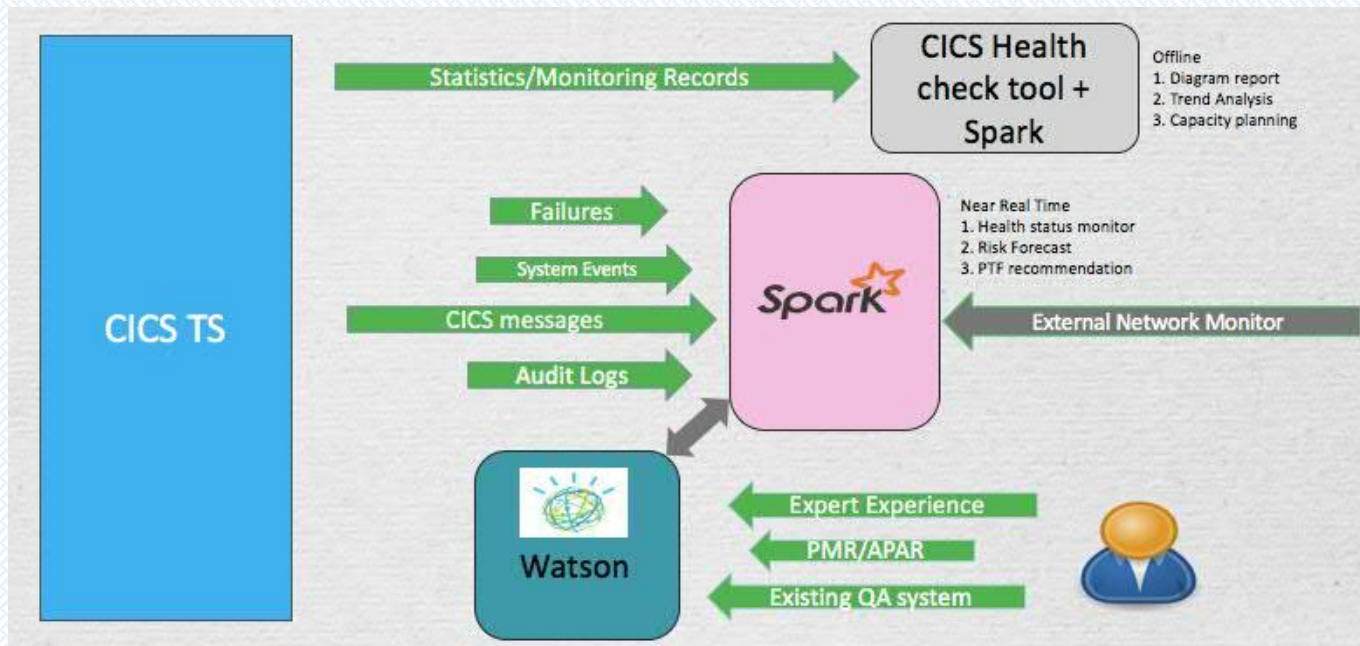 CICS TS
Statistics/Monitoring Records
CICS Health
check tool +
Spark
Offline
1. Diagram report
2. Trend Analysis
3. Capacity planning
Failures
System Events
CICS messages
Audit Logs
Spark
Near Real Time
1. Health status monitor
2. Risk Forecast
3. PTF recommendation
External Network Monitor
Watson
Expert Experience
PMR/APAR
Existing QA system